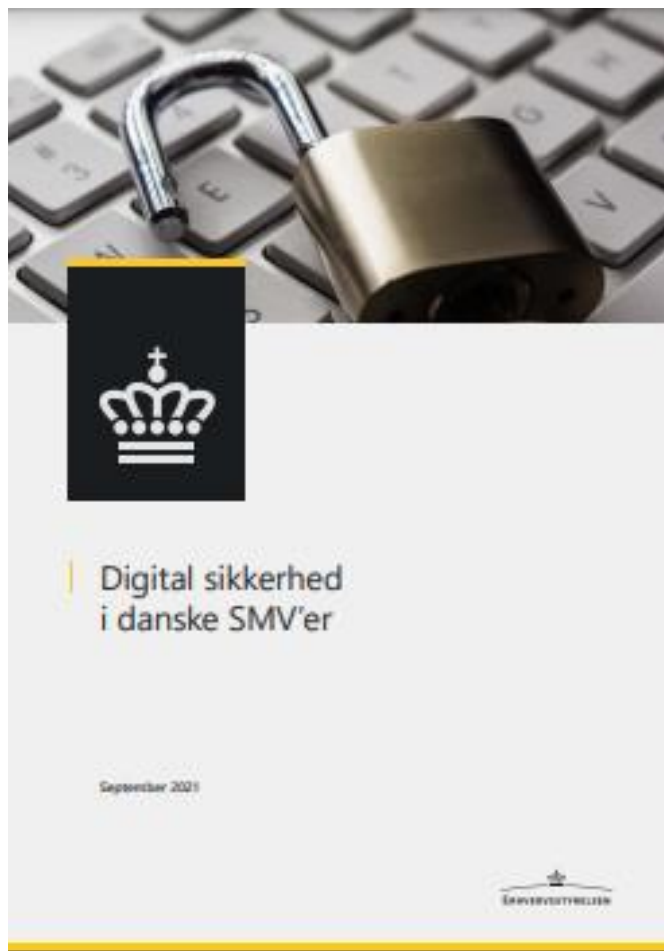 Digital sikkerhed
i danske SMV'er
September 2021
ERHVERVSSTYRELSEN